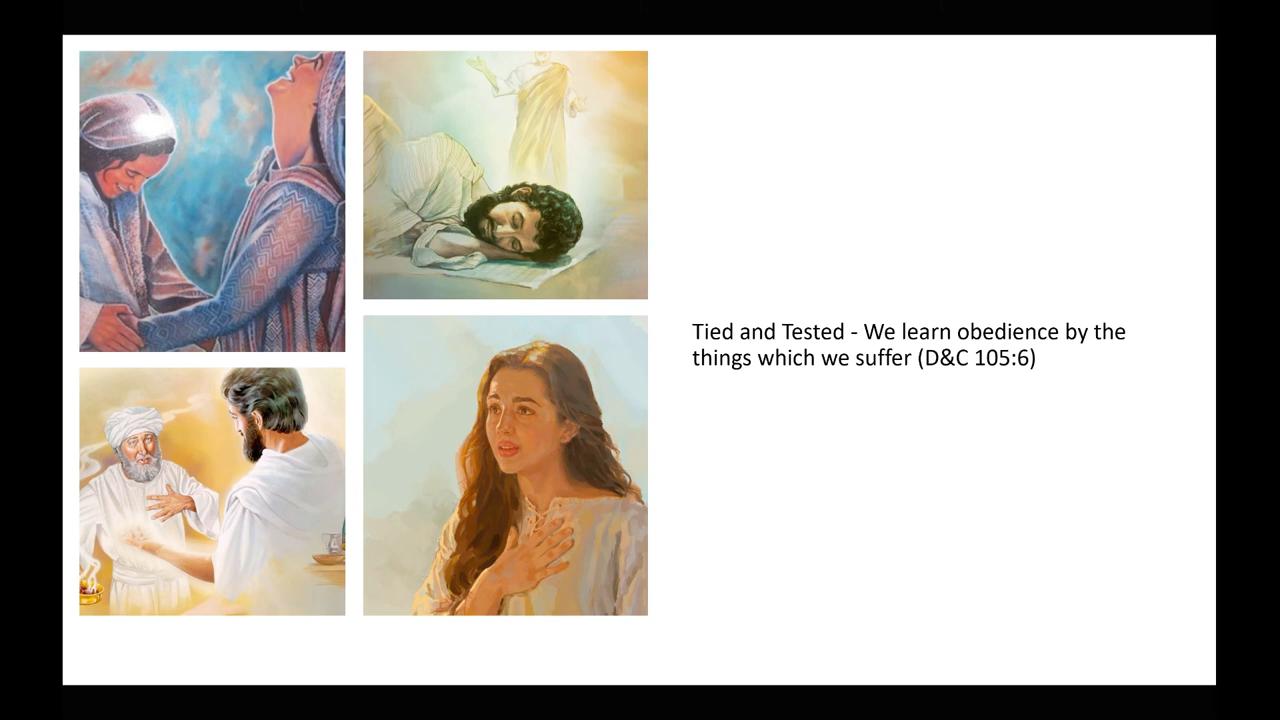 Tied and Tested - We learn obedience by the
things which we suffer (D&C 105:6)